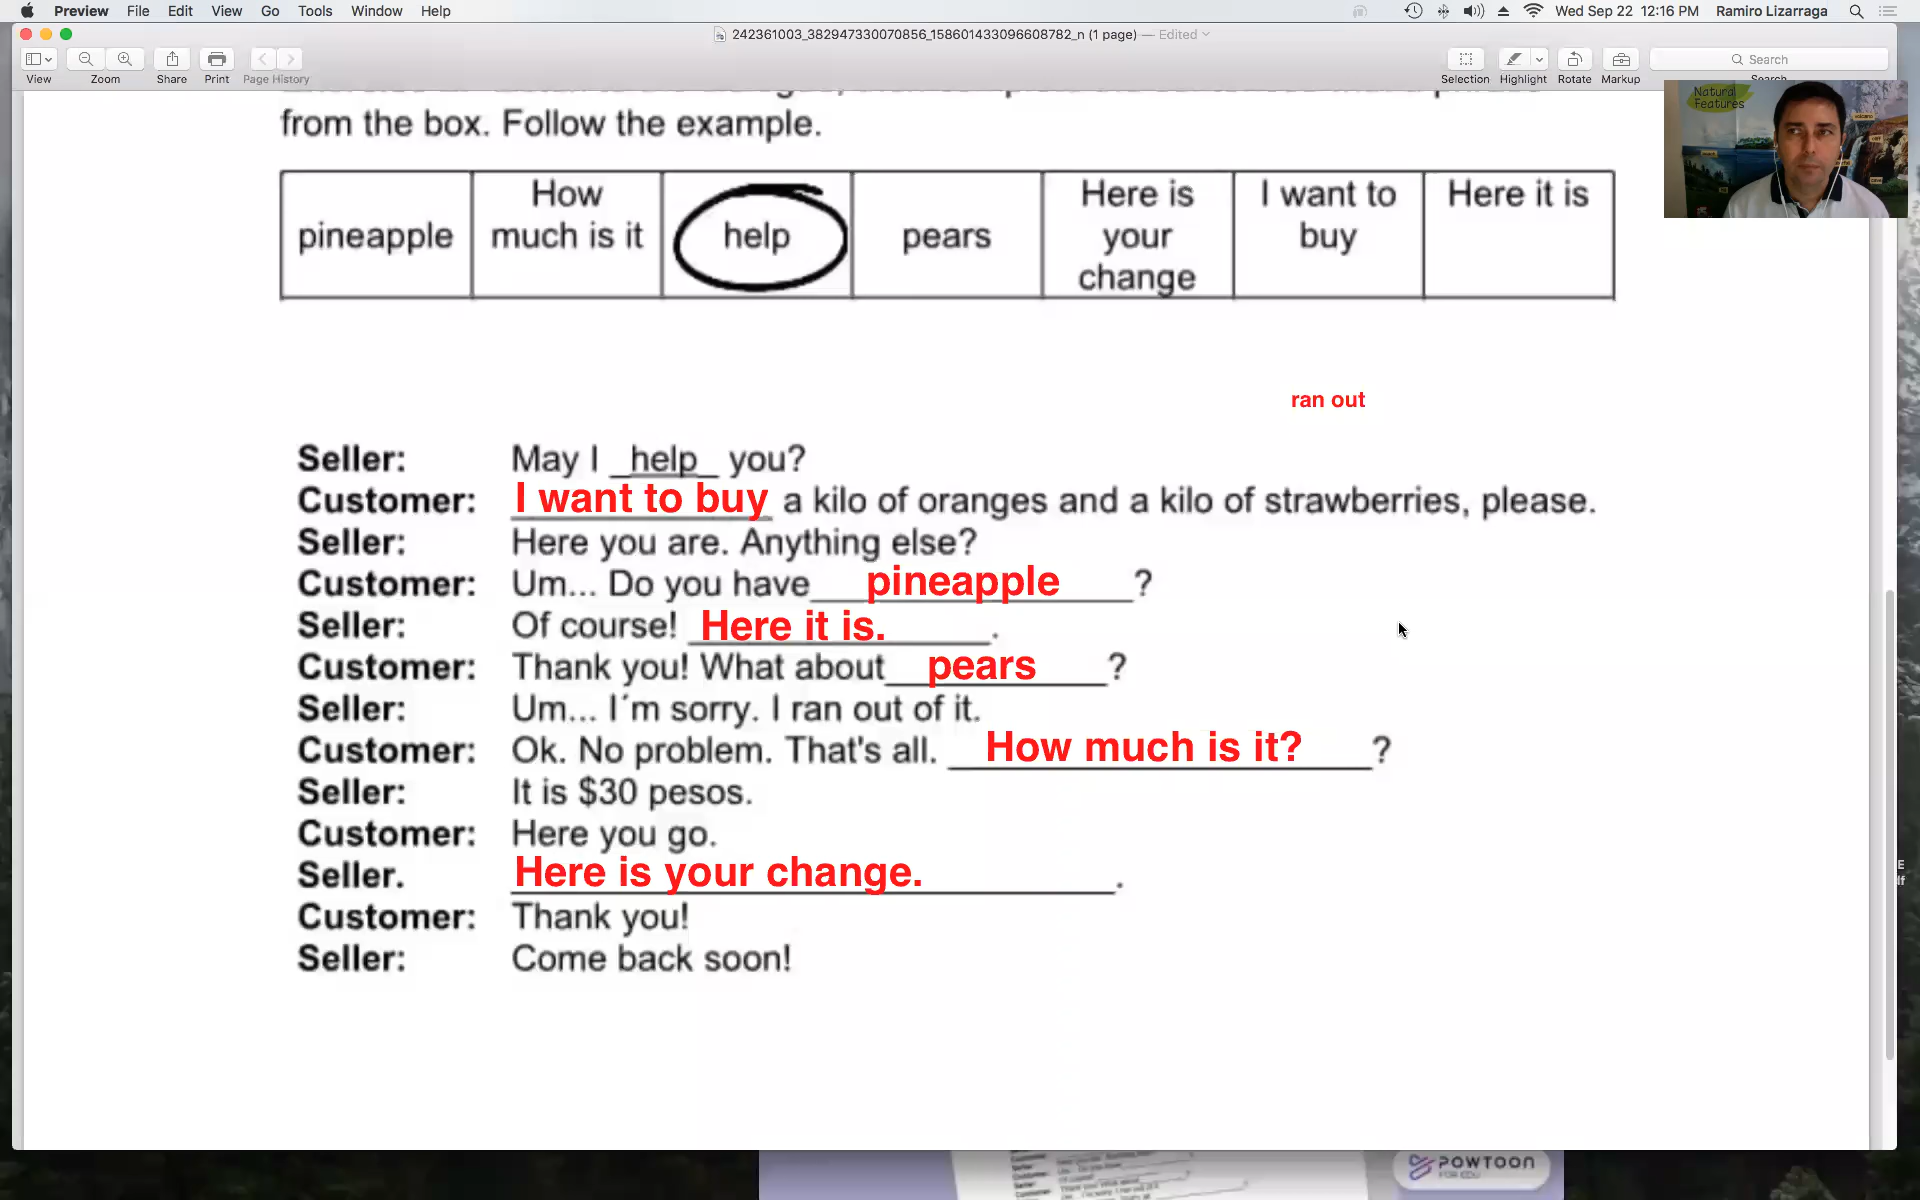 Preview File Edit View Go Tools Window Help
Wed Sep 22 12:16 PM Ramiro Lizarraga
242361003_382947330070856_158601433096608782_n (1 page) — Edited
View Zoom Share Print Page History
Selection Highlight Rotate Markup Search
Search
Natural Features
from the box. Follow the example.
pineapple
How much is it
help
pears
Here is your change
I want to buy
Here it is
ran out
Seller: May I _help_ you?
Customer: I want to buy a kilo of oranges and a kilo of strawberries, please.
Seller: Here you are. Anything else?
Customer: Um... Do you have pineapple ?
Seller: Of course! Here it is. .
Customer: Thank you! What about pears ?
Seller: Um... I´m sorry. I ran out of it.
Customer: Ok. No problem. That's all. How much is it? ?
Seller: It is $30 pesos.
Customer: Here you go.
Seller. Here is your change. .
Customer: Thank you!
Seller: Come back soon!
POWTOON
FOR EDU